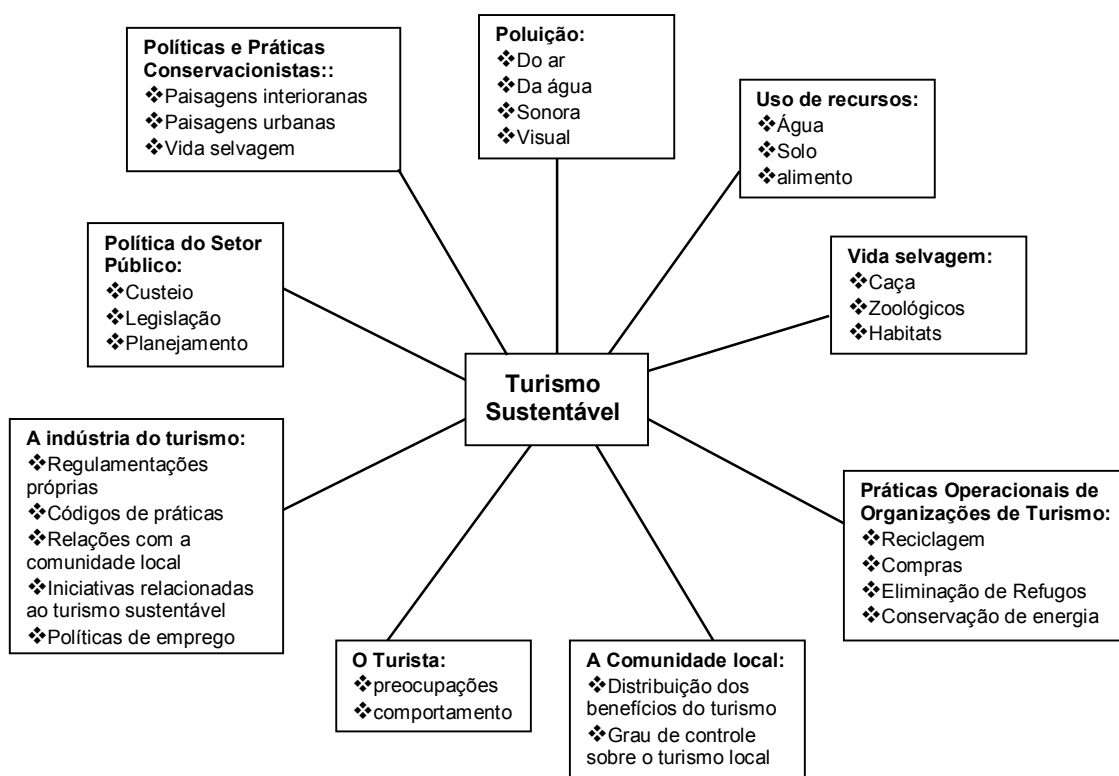 Políticas e Práticas
Conservacionistas::
❖Paisagens interioranas
❖Paisagens urbanas
❖Vida selvagem
Poluição:
❖Do ar
❖Da água
❖Sonora
❖Visual
Uso de recursos:
❖Água
❖Solo
❖alimento
Política do Setor
Público:
❖Custeio
❖Legislação
❖Planejamento
Vida selvagem:
❖Caça
❖Zoológicos
❖Habitats
Turismo
Sustentável
A indústria do turismo:
❖Regulamentações
próprias
❖Códigos de práticas
❖Relações com a
comunidade local
❖Iniciativas relacionadas
ao turismo sustentável
❖Políticas de emprego
Práticas Operacionais de
Organizações de Turismo:
❖Reciclagem
❖Compras
❖Eliminação de Refugos
❖Conservação de energia
O Turista:
❖preocupações
❖comportamento
A Comunidade local:
❖Distribuição dos
benefícios do turismo
❖Grau de controle
sobre o turismo local